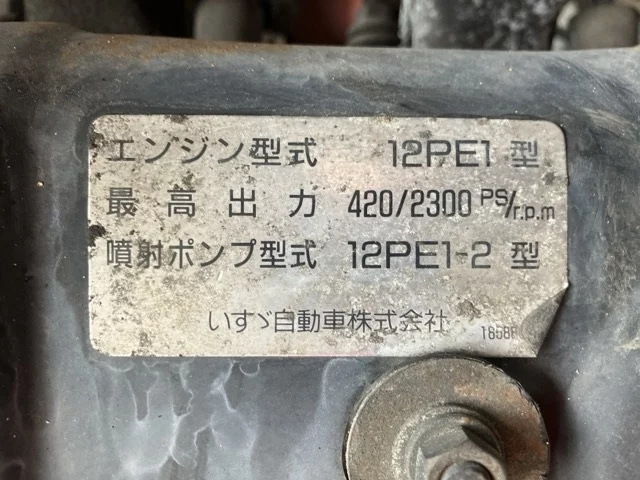 エンジン型式 12PE1 型
最高出力 420/2300 PS/r.p.m
噴射ポンプ型式 12PE1-2 型
いすゞ自動車株式会社